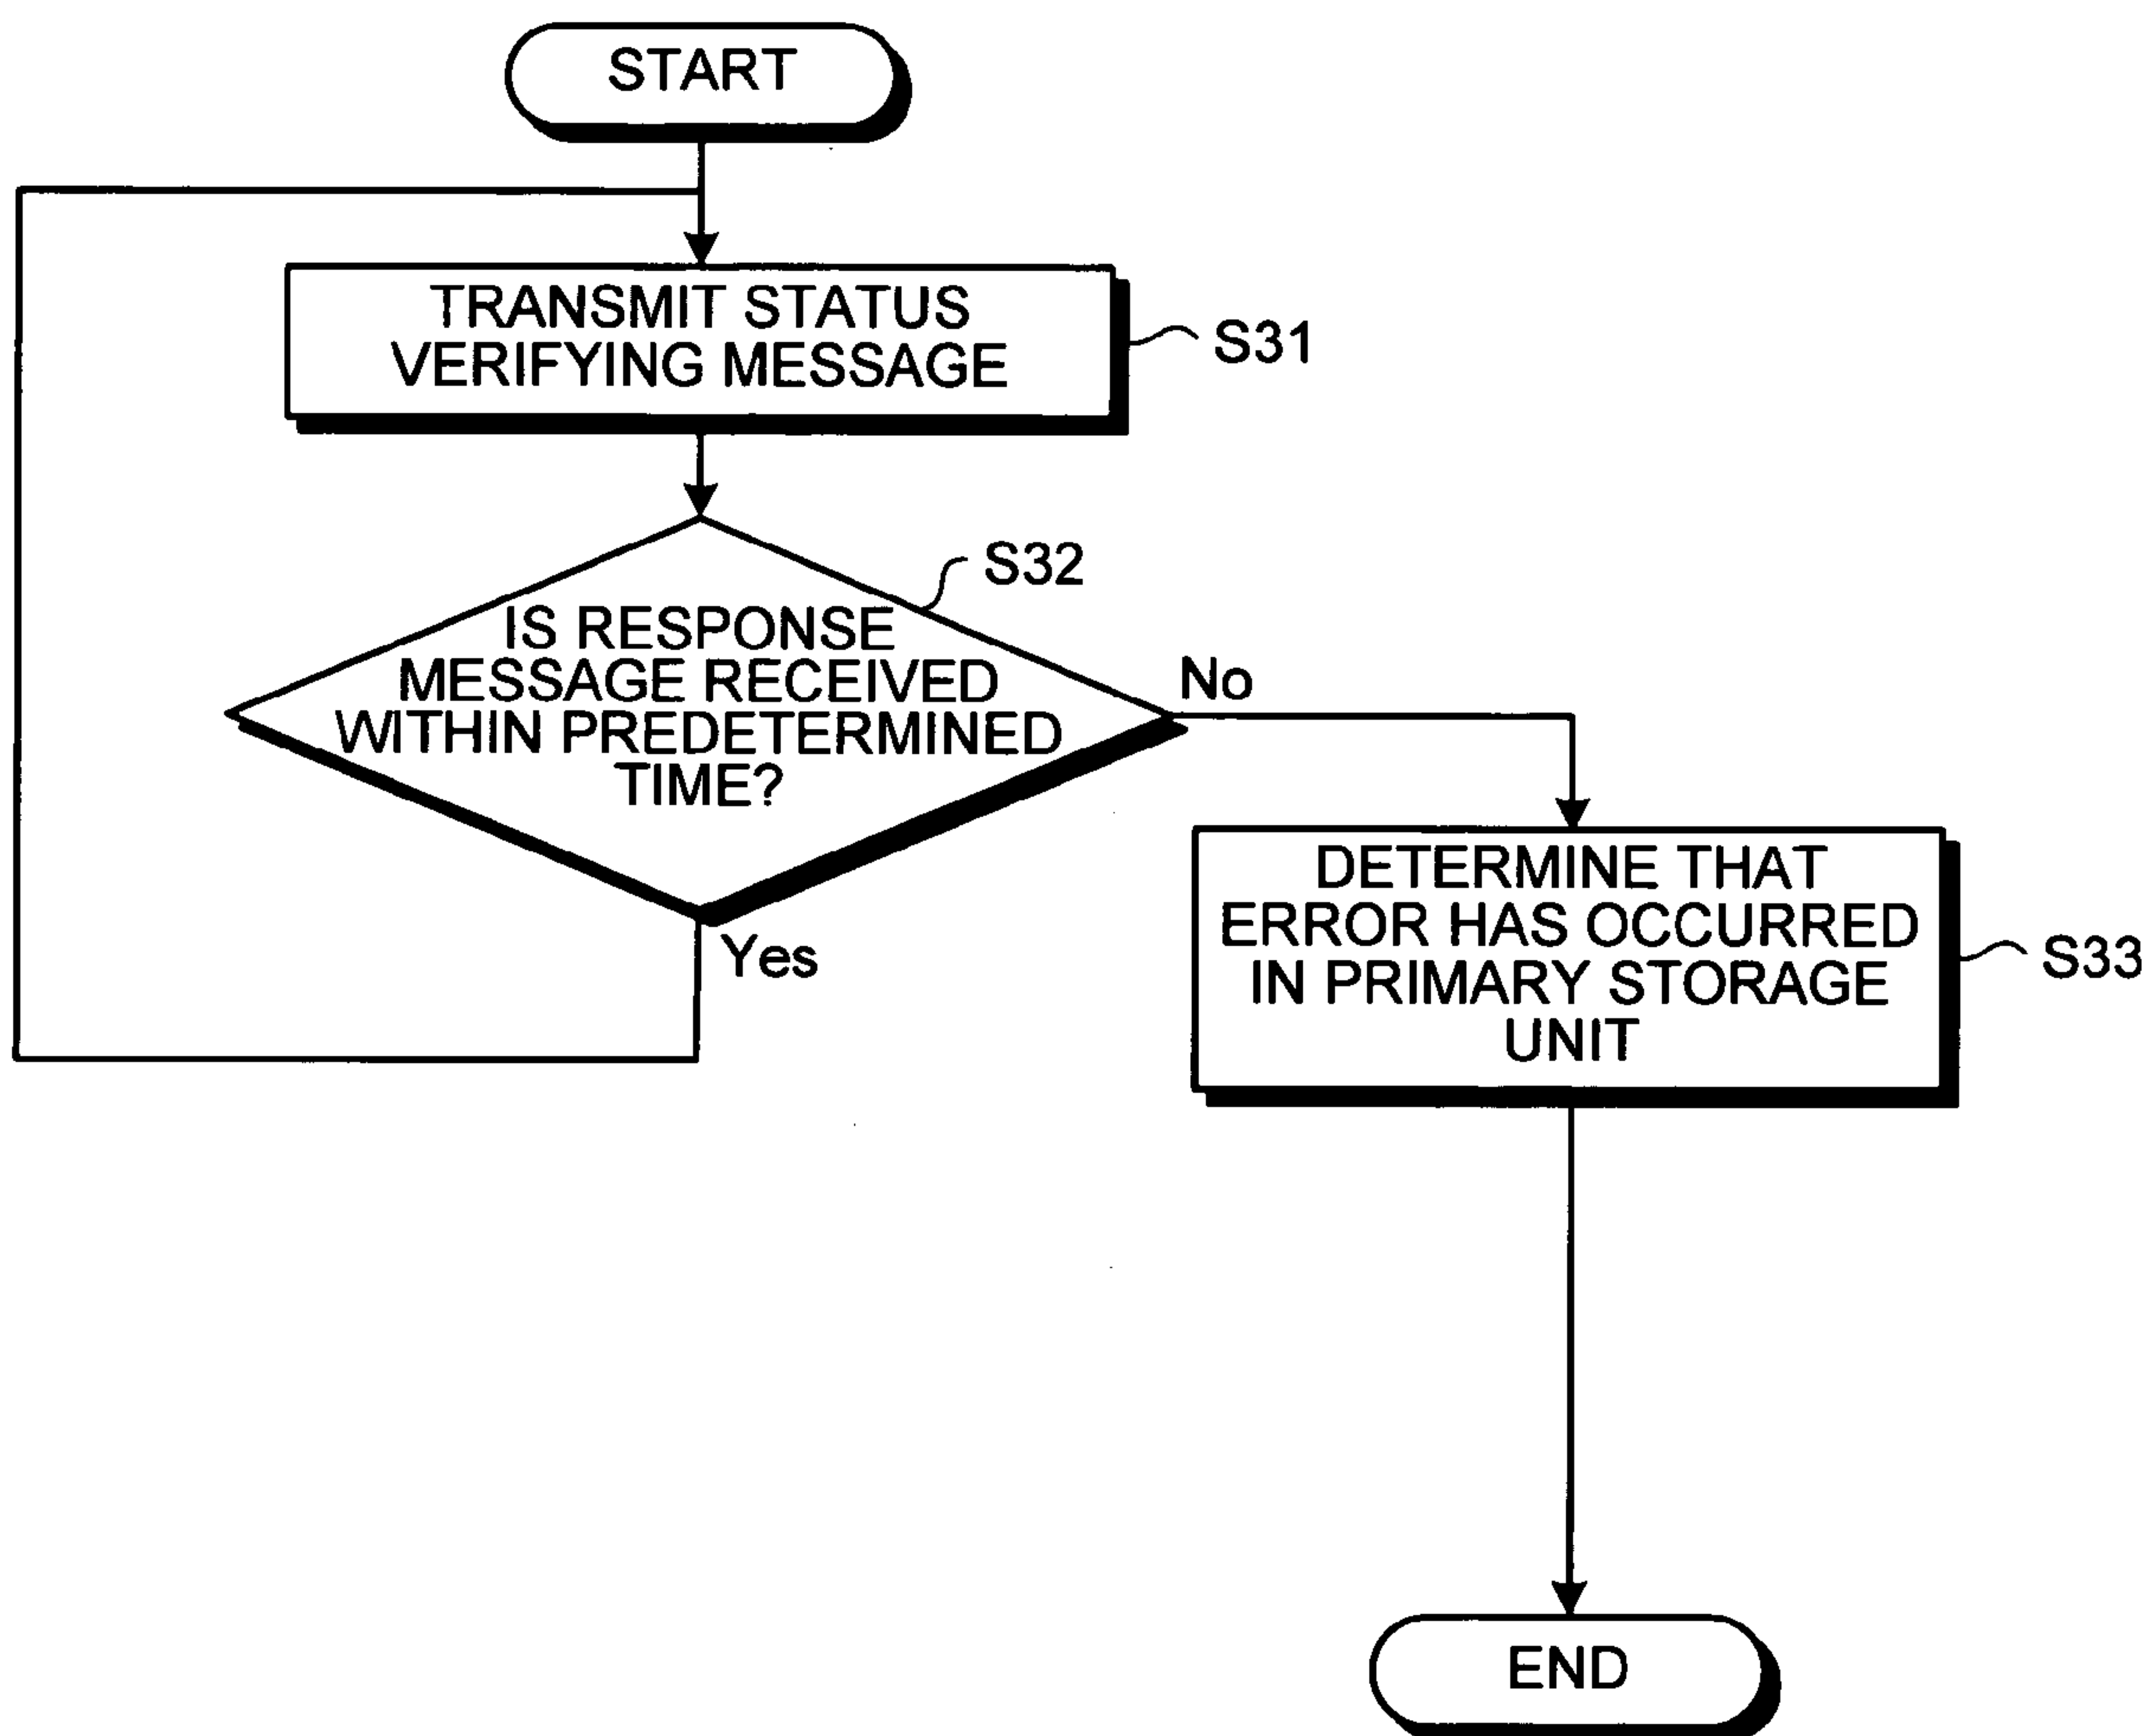 START
TRANSMIT STATUS
VERIFYING MESSAGE
S31
S32
IS RESPONSE
MESSAGE RECEIVED
WITHIN PREDETERMINED
TIME?
No
Yes
DETERMINE THAT
ERROR HAS OCCURRED
IN PRIMARY STORAGE
UNIT
S33
END